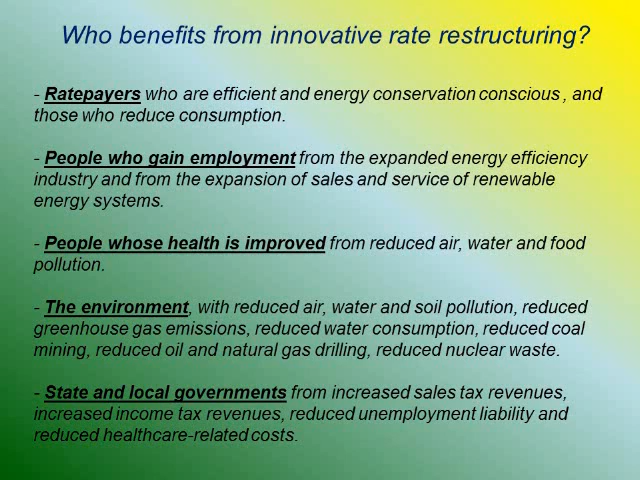 Who benefits from innovative rate restructuring?
- Ratepayers who are efficient and energy conservation conscious , and
those who reduce consumption.
- People who gain employment from the expanded energy efficiency
industry and from the expansion of sales and service of renewable
energy systems.
- People whose health is improved from reduced air, water and food
pollution.
- The environment, with reduced air, water and soil pollution, reduced
greenhouse gas emissions, reduced water consumption, reduced coal
mining, reduced oil and natural gas drilling, reduced nuclear waste.
- State and local governments from increased sales tax revenues,
increased income tax revenues, reduced unemployment liability and
reduced healthcare-related costs.